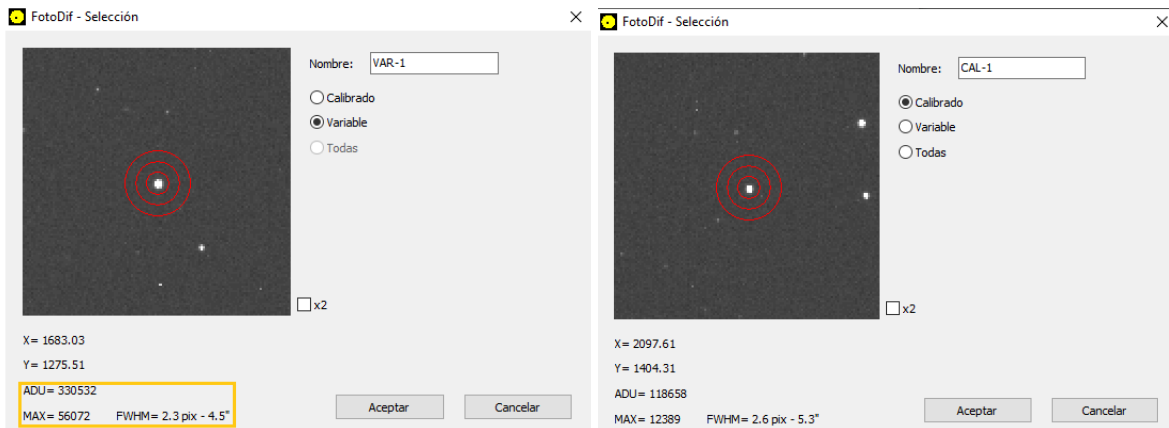 FotoDif - Selección
Nombre: VAR-1
Calibrado
Variable
Todas
x2
X= 1683.03
Y= 1275.51
ADU= 330532
MAX= 56072 FWHM= 2.3 pix - 4.5"
Aceptar Cancelar
FotoDif - Selección
Nombre: CAL-1
Calibrado
Variable
Todas
x2
X= 2097.61
Y= 1404.31
ADU= 118658
MAX= 12389 FWHM= 2.6 pix - 5.3"
Aceptar Cancelar